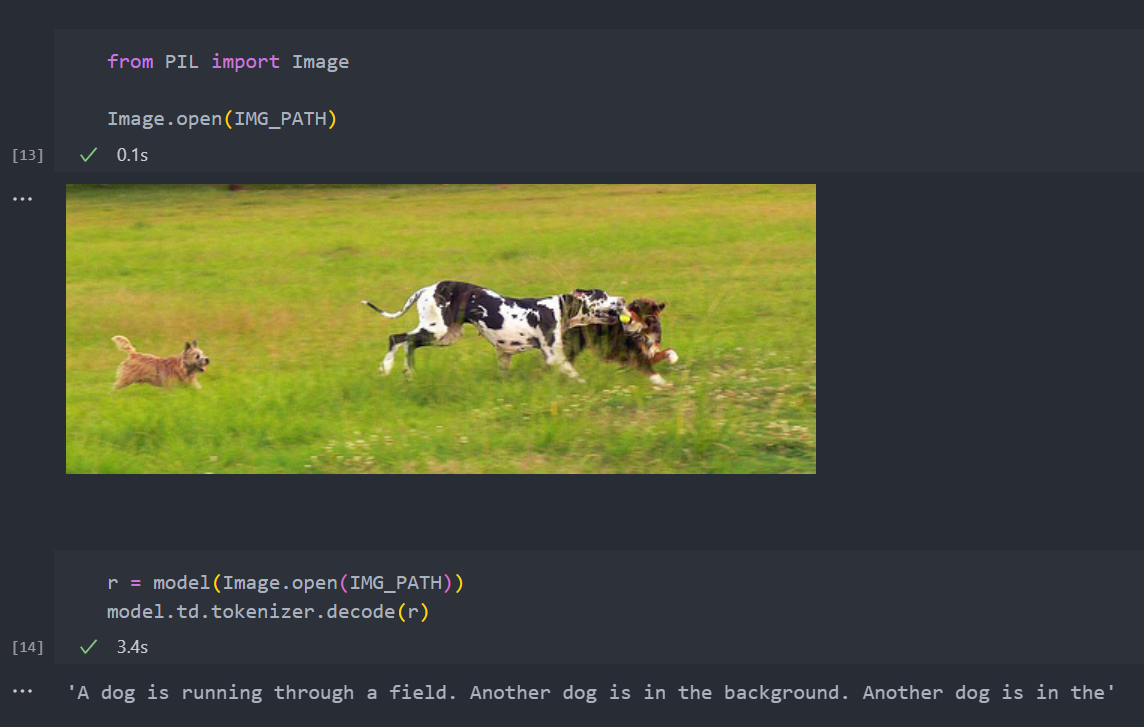 from PIL import Image
Image.open(IMG_PATH)
[13]
0.1s
...
r = model(Image.open(IMG_PATH))
model.td.tokenizer.decode(r)
[14]
3.4s
...
'A dog is running through a field. Another dog is in the background. Another dog is in the'